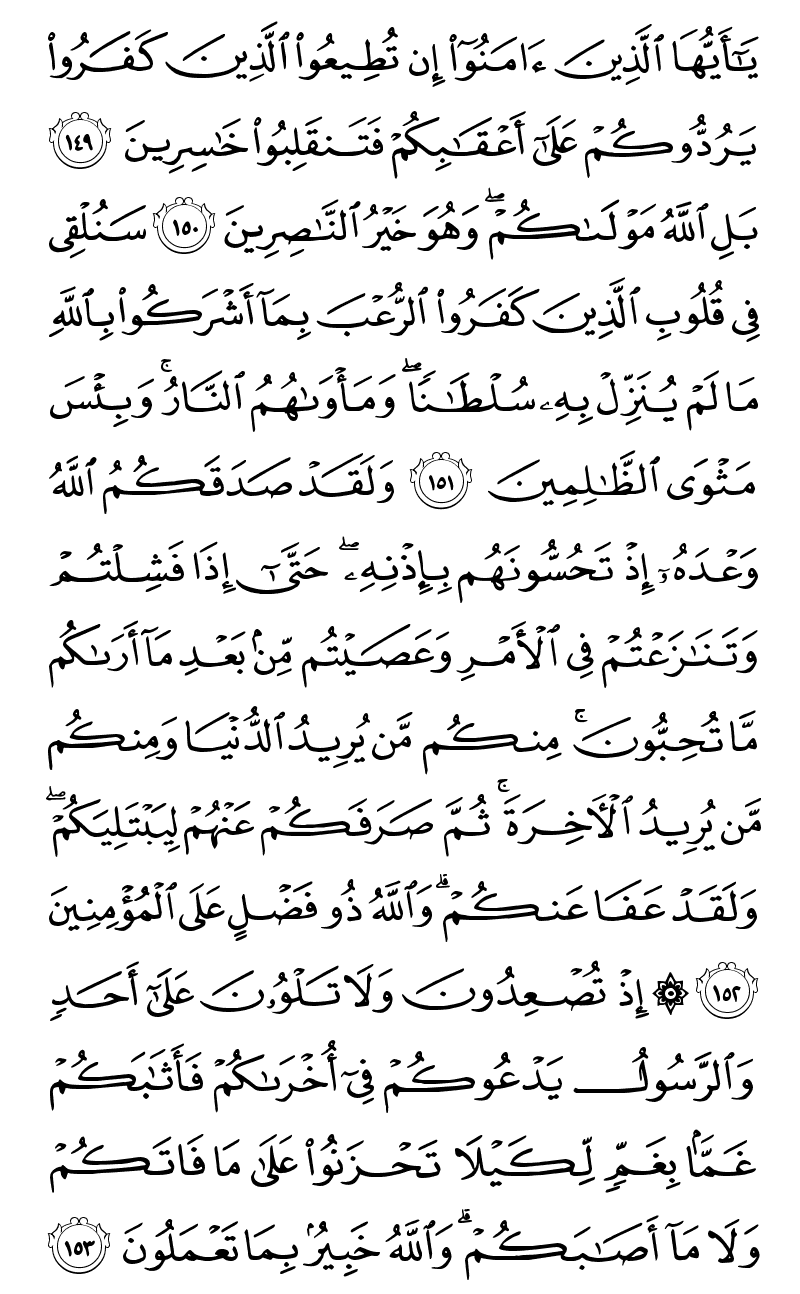 يَـٰٓأَيُّهَا ٱلَّذِينَ ءَامَنُوٓا۟ إِن تُطِيعُوا۟ ٱلَّذِينَ كَفَرُوا۟
يَرُدُّوكُمْ عَلَىٰٓ أَعْقَـٰبِكُمْ فَتَنقَلِبُوا۟ خَـٰسِرِينَ ١٤٩
بَلِ ٱللَّهُ مَوْلَىٰكُمْ ۖ وَهُوَ خَيْرُ ٱلنَّـٰصِرِينَ ١٥٠ سَنُلْقِى
فِى قُلُوبِ ٱلَّذِينَ كَفَرُوا۟ ٱلرُّعْبَ بِمَآ أَشْرَكُوا۟ بِٱللَّهِ
مَا لَمْ يُنَزِّلْ بِهِۦ سُلْطَـٰنًا ۖ وَمَأْوَىٰهُمُ ٱلنَّارُ ۚ وَبِئْسَ
مَثْوَى ٱلظَّـٰلِمِينَ ١٥١ وَلَقَدْ صَدَقَكُمُ ٱللَّهُ
وَعْدَهُۥٓ إِذْ تَحُسُّونَهُم بِإِذْنِهِۦ ۖ حَتَّىٰٓ إِذَا فَشِلْتُمْ
وَتَنَـٰزَعْتُمْ فِى ٱلْأَمْرِ وَعَصَيْتُم مِّنۢ بَعْدِ مَآ أَرَىٰكُم
مَّا تُحِبُّونَ ۚ مِنكُم مَّن يُرِيدُ ٱلدُّنْيَا وَمِنكُم
مَّن يُرِيدُ ٱلْـَٔاخِرَةَ ۚ ثُمَّ صَرَفَكُمْ عَنْهُمْ لِيَبْتَلِيَكُمْ ۖ
وَلَقَدْ عَفَا عَنكُمْ ۗ وَٱللَّهُ ذُو فَضْلٍ عَلَى ٱلْمُؤْمِنِينَ
١٥٢ ۞ إِذْ تُصْعِدُونَ وَلَا تَلْوُۥنَ عَلَىٰٓ أَحَدٍ
وَٱلرَّسُولُ يَدْعُوكُمْ فِىٓ أُخْرَىٰكُمْ فَأَثَـٰبَكُمْ
غَمًّۢا بِغَمٍّ لِّكَيْلَا تَحْزَنُوا۟ عَلَىٰ مَا فَاتَكُمْ
وَلَا مَآ أَصَـٰبَكُمْ ۗ وَٱللَّهُ خَبِيرٌۢ بِمَا تَعْمَلُونَ ١٥٣